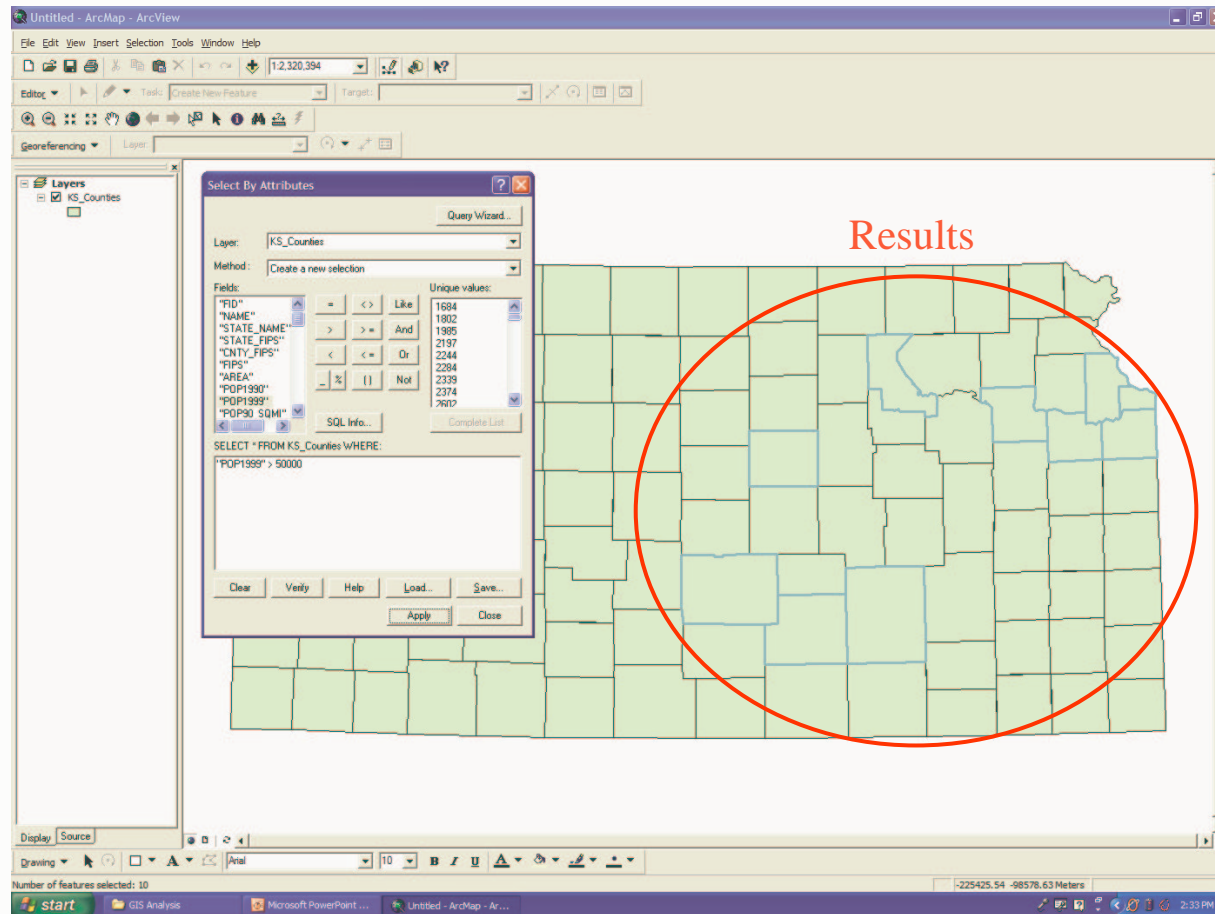 Untitled - ArcMap - ArcView
File Edit View Insert Selection Tools Window Help
1:2,320,394
Editor Task: Create New Feature Target:
Georeferencing Layer:
Layers
KS_Counties
Select By Attributes
Query Wizard...
Layer: KS_Counties
Method: Create a new selection
Fields: Unique values:
"FID"
"NAME"
"STATE_NAME"
"STATE_FIPS"
"CNTY_FIPS"
"FIPS"
"AREA"
"POP1990"
"POP1999"
"POP90_SQMI"
= <> Like
> >= And
< <= Or
_ % () Not
1684
1802
1985
2197
2244
2284
2339
2374
2602
SQL Info... Complete List
SELECT * FROM KS_Counties WHERE:
"POP1999" > 50000
Clear Verify Help Load... Save...
Apply Close
Results
Display Source
Drawing A Arial 10 B I U A
Number of features selected: 10
-225425.54 -98578.63 Meters
start GIS Analysis Microsoft PowerPoint ... Untitled - ArcMap - Ar... 2:33 PM